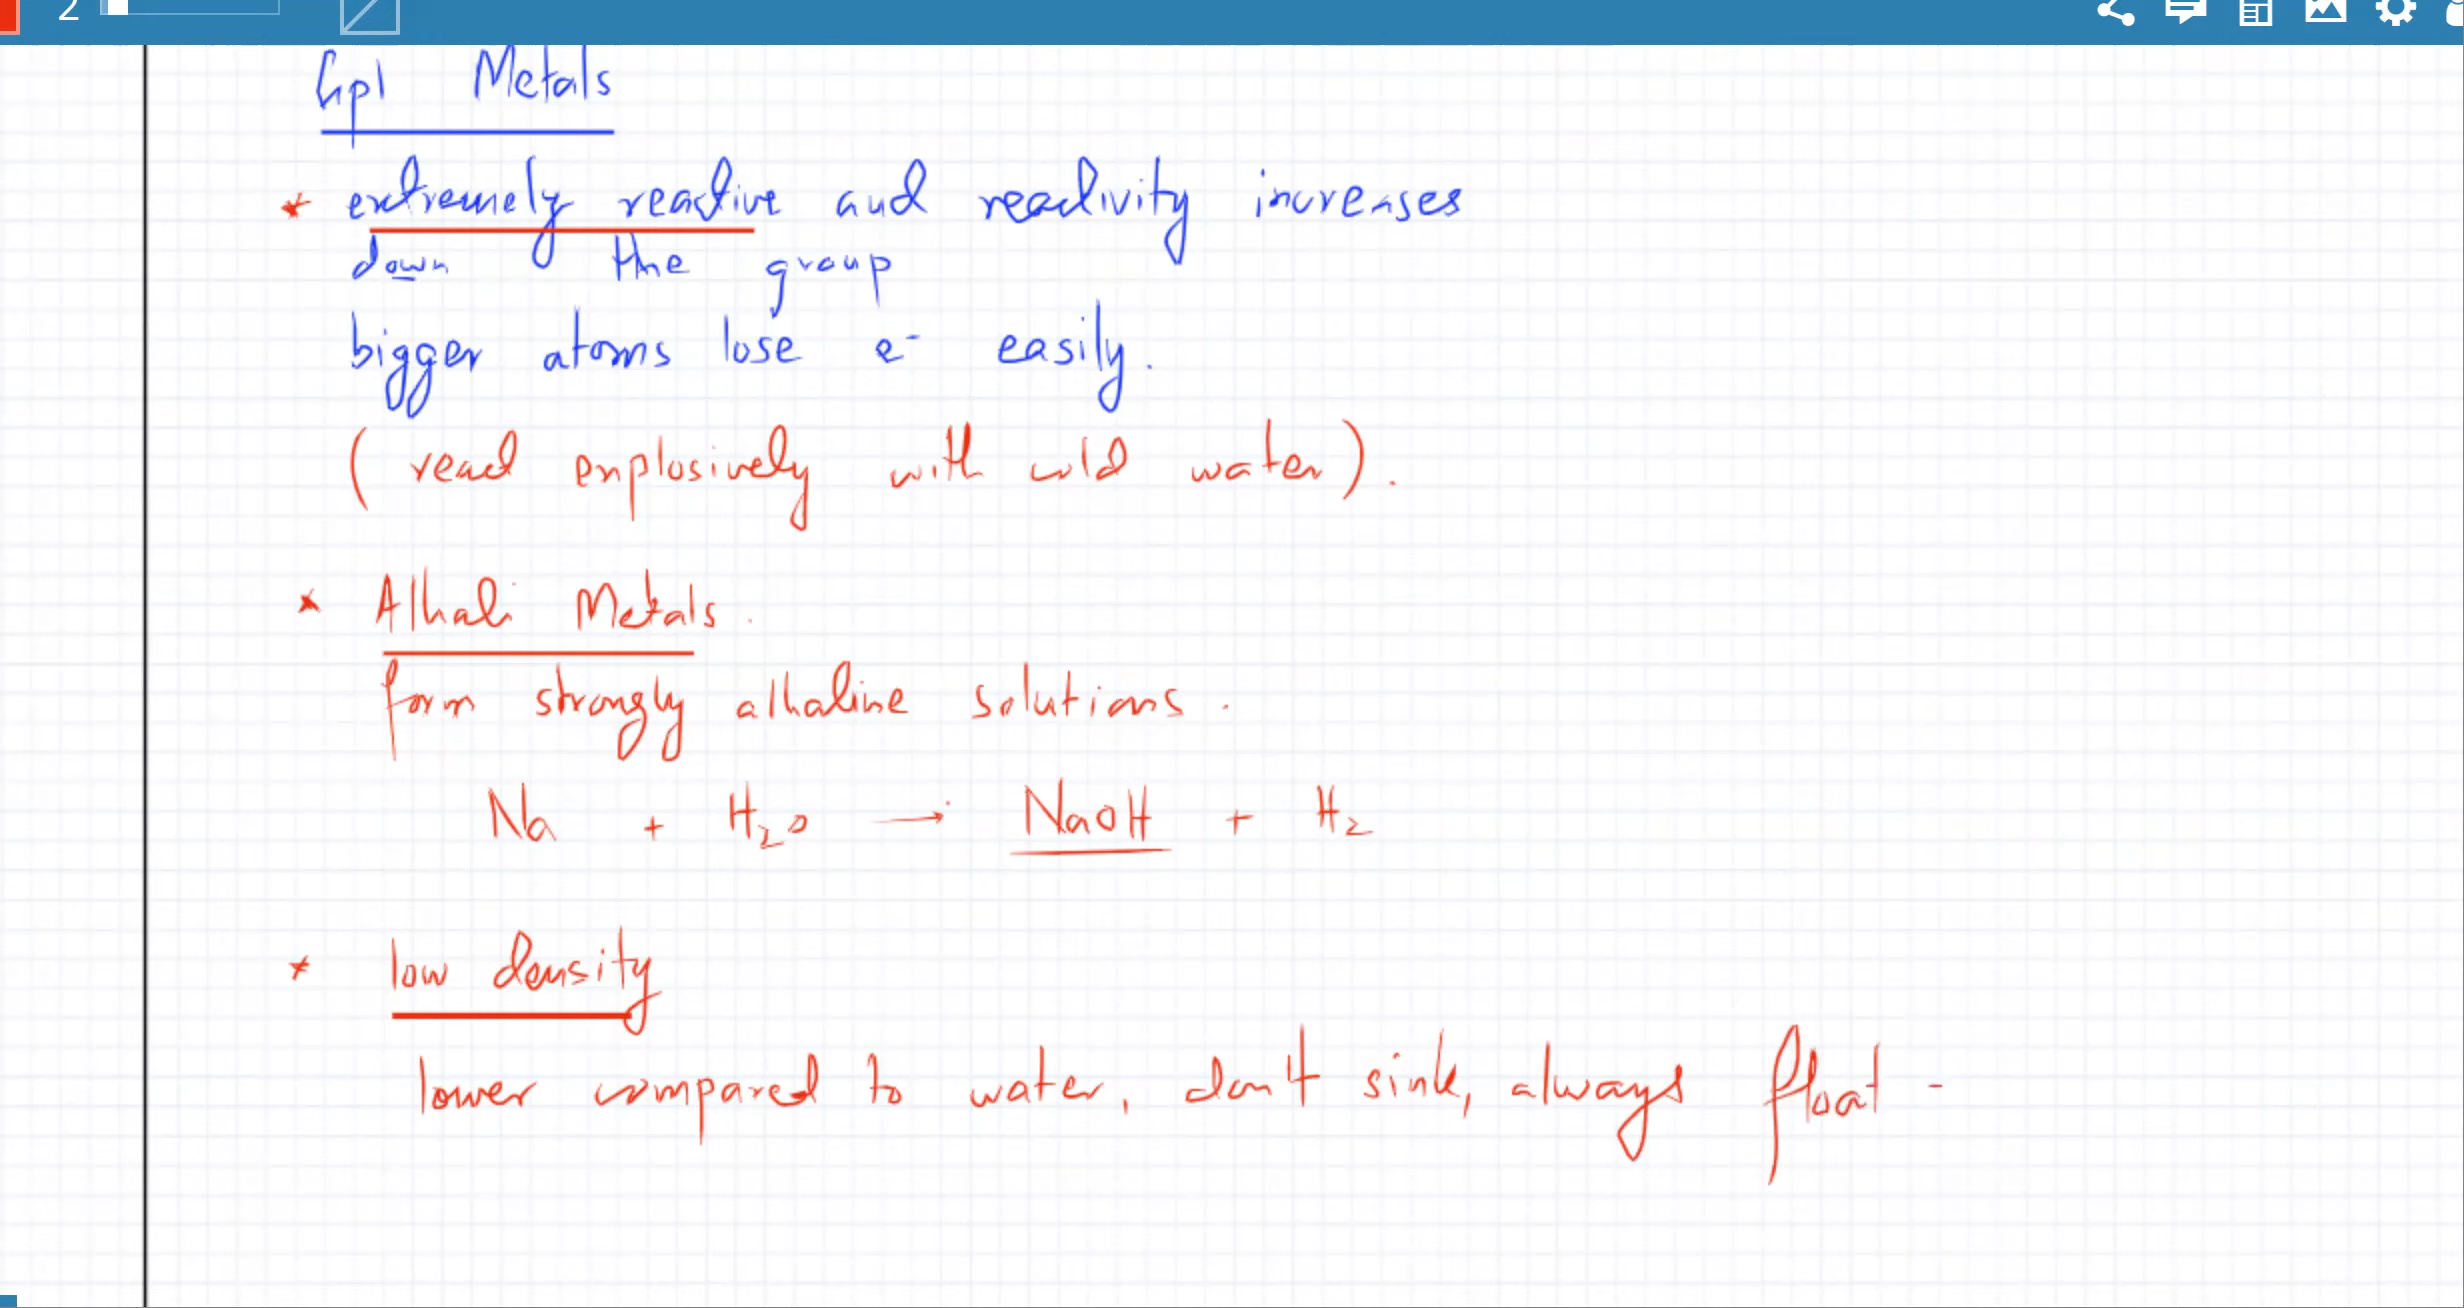 2
Gp1 Metals
* extremely reactive and reactivity increases
down the group
bigger atoms lose e⁻ easily.
( react explosively with cold water ).
* Alkali Metals.
form strongly alkaline solutions.
Na + H₂O → NaOH + H₂
* low density
lower compared to water, don't sink, always float -